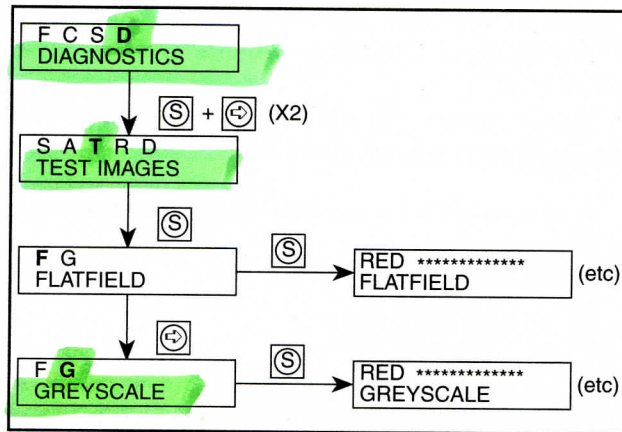 F C S D
DIAGNOSTICS
S + (X2)
S A T R D
TEST IMAGES
S
F G
FLATFIELD
S
RED *************
FLATFIELD
(etc)
F G
GREYSCALE
S
RED *************
GREYSCALE
(etc)